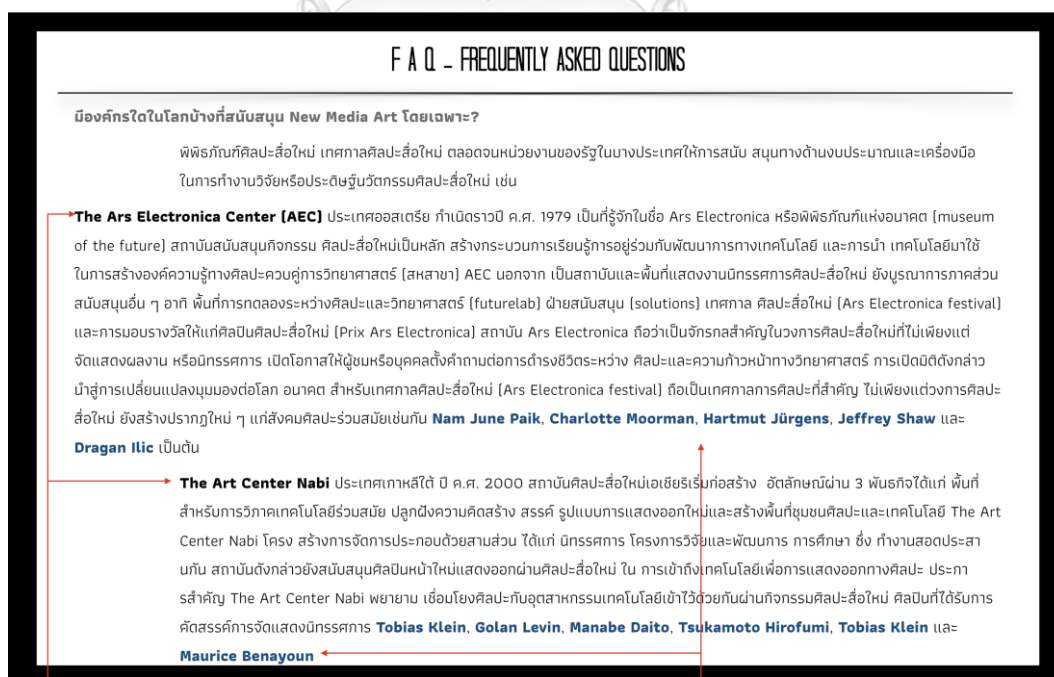 F A Q - FREQUENTLY ASKED QUESTIONS
มีองค์กรใดในโลกบ้างที่สนับสนุน New Media Art โดยเฉพาะ?
พิพิธภัณฑ์ศิลปะสื่อใหม่ เทศกาลศิลปะสื่อใหม่ ตลอดจนหน่วยงานของรัฐในบางประเทศให้การสนับ สนุนทางด้านงบประมาณและเครื่องมือ
ในการทำงานวิจัยหรือประดิษฐ์นวัตกรรมศิลปะสื่อใหม่ เช่น
The Ars Electronica Center (AEC) ประเทศออสเตรีย กำเนิดราวปี ค.ศ. 1979 เป็นที่รู้จักในชื่อ Ars Electronica หรือพิพิธภัณฑ์แห่งอนาคต (museum
of the future) สถาบันสนับสนุนกิจกรรม ศิลปะสื่อใหม่เป็นหลัก สร้างกระบวนการเรียนรู้การอยู่ร่วมกับพัฒนาการทางเทคโนโลยี และการนำ เทคโนโลยีมาใช้
ในการสร้างองค์ความรู้ทางศิลปะควบคู่การวิทยาศาสตร์ (สหสาขา) AEC นอกจาก เป็นสถาบันและพื้นที่แสดงงานนิทรรศการศิลปะสื่อใหม่ ยังบูรณาการภาคส่วน
สนับสนุนอื่น ๆ อาทิ พื้นที่การทดลองระหว่างศิลปะและวิทยาศาสตร์ (futurelab) ฝ่ายสนับสนุน (solutions) เทศกาล ศิลปะสื่อใหม่ (Ars Electronica festival)
และการมอบรางวัลให้แก่ศิลปินศิลปะสื่อใหม่ (Prix Ars Electronica) สถาบัน Ars Electronica ถือว่าเป็นจักรกลสำคัญในวงการศิลปะสื่อใหม่ที่ไม่เพียงแต่
จัดแสดงผลงาน หรือนิทรรศการ เปิดโอกาสให้ผู้ชมหรือบุคคลตั้งคำถามต่อการดำรงชีวิตระหว่าง ศิลปะและความก้าวหน้าทางวิทยาศาสตร์ การเปิดมิติดังกล่าว
นำสู่การเปลี่ยนแปลงมุมมองต่อโลก อนาคต สำหรับเทศกาลศิลปะสื่อใหม่ (Ars Electronica festival) ถือเป็นเทศกาลการศิลปะที่สำคัญ ไม่เพียงแต่วงการศิลปะ
สื่อใหม่ ยังสร้างปรากฏใหม่ ๆ แก่สังคมศิลปะร่วมสมัยเช่นกัน Nam June Paik, Charlotte Moorman, Hartmut Jürgens, Jeffrey Shaw และ
Dragan Ilic เป็นต้น
The Art Center Nabi ประเทศเกาหลีใต้ ปี ค.ศ. 2000 สถาบันศิลปะสื่อใหม่เอเชียริเริ่มก่อสร้าง อัตลักษณ์ผ่าน 3 พันธกิจได้แก่ พื้นที่
สำหรับการวิภาคเทคโนโลยีร่วมสมัย ปลูกฝังความคิดสร้าง สรรค์ รูปแบบการแสดงออกใหม่และสร้างพื้นที่ชุมชนศิลปะและเทคโนโลยี The Art
Center Nabi โครง สร้างการจัดการประกอบด้วยสามส่วน ได้แก่ นิทรรศการ โครงการวิจัยและพัฒนการ การศึกษา ซึ่ง ทำงานสอดประสา
นกัน สถาบันดังกล่าวยังสนับสนุนศิลปินหน้าใหม่แสดงออกผ่านศิลปะสื่อใหม่ ใน การเข้าถึงเทคโนโลยีเพื่อการแสดงออกทางศิลปะ ประกา
รสำคัญ The Art Center Nabi พยายาม เชื่อมโยงศิลปะกับอุตสาหกรรมเทคโนโลยีเข้าไว้ด้วยกันผ่านกิจกรรมศิลปะสื่อใหม่ ศิลปินที่ได้รับการ
คัดสรรค์การจัดแสดงนิทรรศการ Tobias Klein, Golan Levin, Manabe Daito, Tsukamoto Hirofumi, Tobias Klein และ
Maurice Benayoun